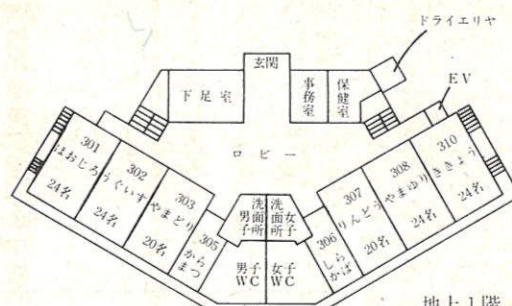 ドライエリヤ
EV
玄関
下足室
事務室
保健室
ロビー
301
ほおじろ
24名
302
うぐいす
24名
303
やまどり
20名
305
からまつ
男子洗面所
女子洗面所
男子WC
女子WC
306
しらかば
307
りんどう
20名
308
やまゆり
24名
310
ききょう
24名
地上1階